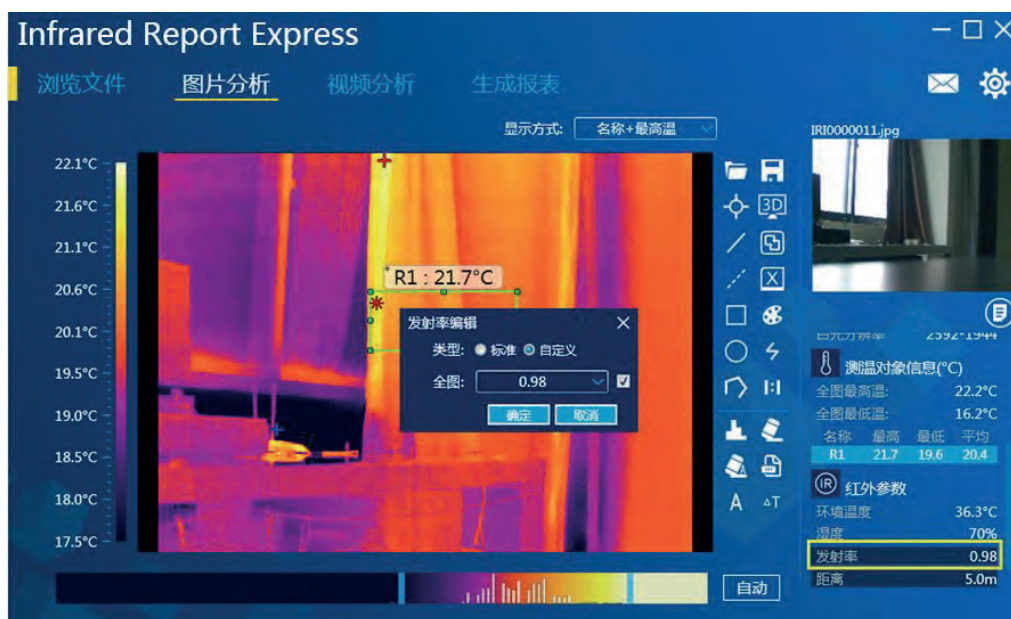 Infrared Report Express
浏览文件 图片分析 视频分析 生成报表
显示方式: 名称+最高温
IRI0000011.jpg
22.1°C
21.6°C
21.1°C
20.6°C
20.1°C
19.5°C
19.0°C
18.5°C
18.0°C
17.5°C
R1 : 21.7°C
3D
发射率编辑
类型: 标准 自定义
全图: 0.98
确定 取消
1:1
A ΔT
自动
2592*1944
测温对象信息(°C)
全图最高温: 22.2°C
全图最低温: 16.2°C
名称 最高 最低 平均
R1 21.7 19.6 20.4
IR 红外参数
环境温度 36.3°C
湿度 70%
发射率 0.98
距离 5.0m